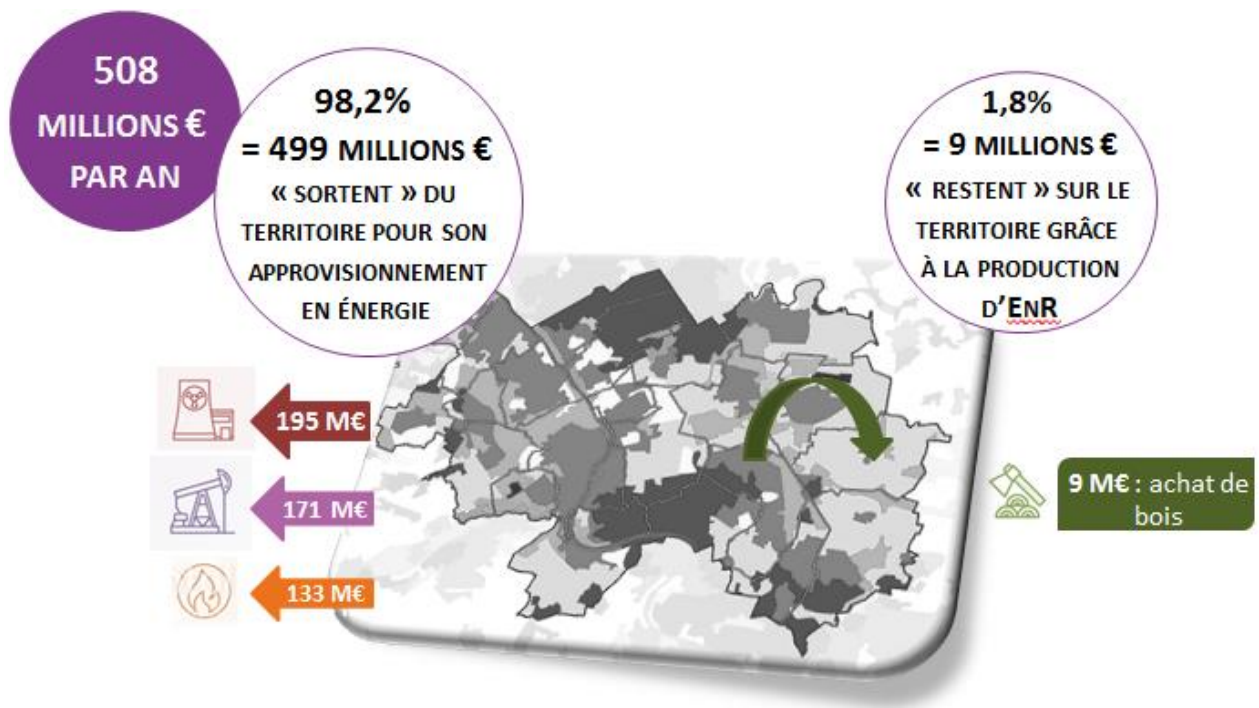 508
MILLIONS €
PAR AN
98,2%
= 499 MILLIONS €
« SORTENT » DU
TERRITOIRE POUR SON
APPROVISIONNEMENT
EN ÉNERGIE
1,8%
= 9 MILLIONS €
« RESTENT » SUR LE
TERRITOIRE GRÂCE
À LA PRODUCTION
D’ENR
195 M€
171 M€
133 M€
9 M€ : achat de
bois